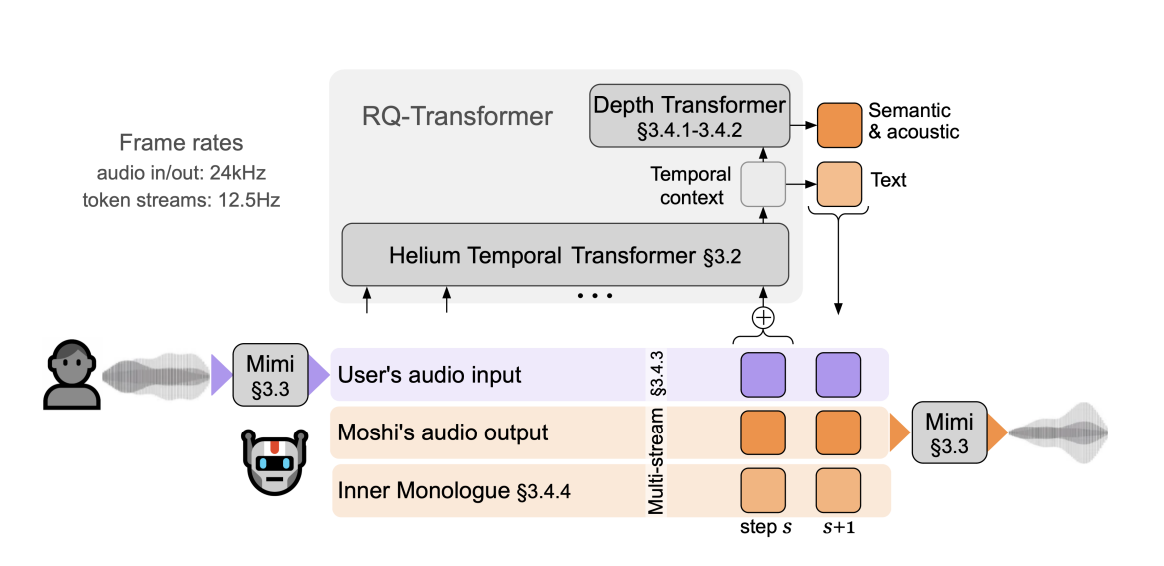 RQ-Transformer
Depth Transformer
§3.4.1-3.4.2
Semantic
& acoustic
Frame rates
audio in/out: 24kHz
token streams: 12.5Hz
Temporal
context
Text
Helium Temporal Transformer §3.2
...
+
Mimi
§3.3
User's audio input
Moshi's audio output
Inner Monologue §3.4.4
Multi-stream §3.4.3
Mimi
§3.3
step s
s+1